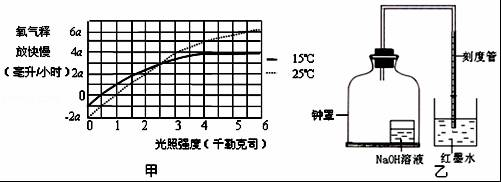 氧气释
放快慢
（毫升/小时）
6a
4a
2a
0
-2a
15℃
25℃
0 1 2 3 4 5 6
光照强度（千勒克司）
甲
钟罩
刻度管
NaOH溶液
红墨水
乙